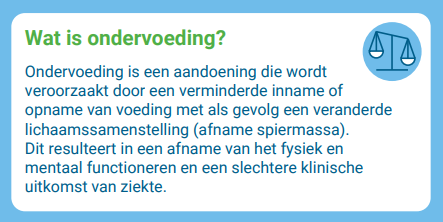 Wat is ondervoeding?
Ondervoeding is een aandoening die wordt
veroorzaakt door een verminderde inname of
opname van voeding met als gevolg een veranderde
lichaamssamenstelling (afname spiermassa).
Dit resulteert in een afname van het fysiek en
mentaal functioneren en een slechtere klinische
uitkomst van ziekte.